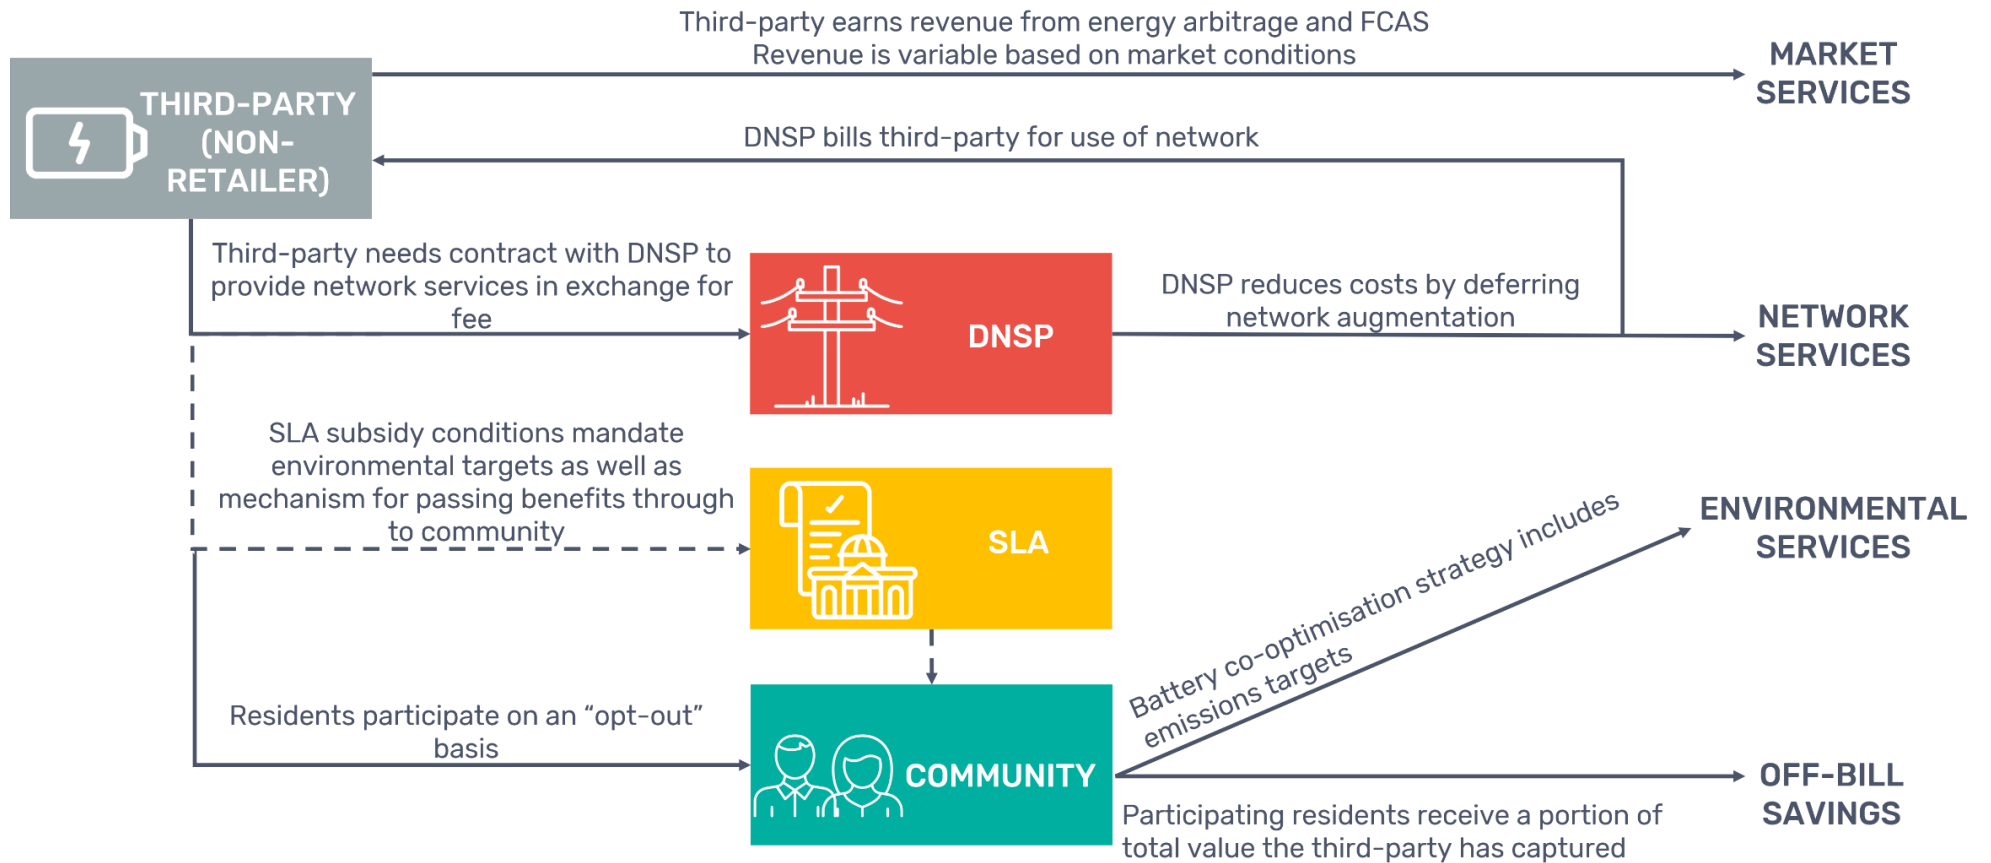 Third-party earns revenue from energy arbitrage and FCAS
Revenue is variable based on market conditions
MARKET
SERVICES
THIRD-PARTY
(NON-
RETAILER)
DNSP bills third-party for use of network
Third-party needs contract with DNSP to
provide network services in exchange for
fee
DNSP
DNSP reduces costs by deferring
network augmentation
NETWORK
SERVICES
SLA subsidy conditions mandate
environmental targets as well as
mechanism for passing benefits through
to community
SLA
Battery co-optimisation strategy includes
emissions targets
ENVIRONMENTAL
SERVICES
Residents participate on an “opt-out”
basis
COMMUNITY
OFF-BILL
SAVINGS
Participating residents receive a portion of
total value the third-party has captured